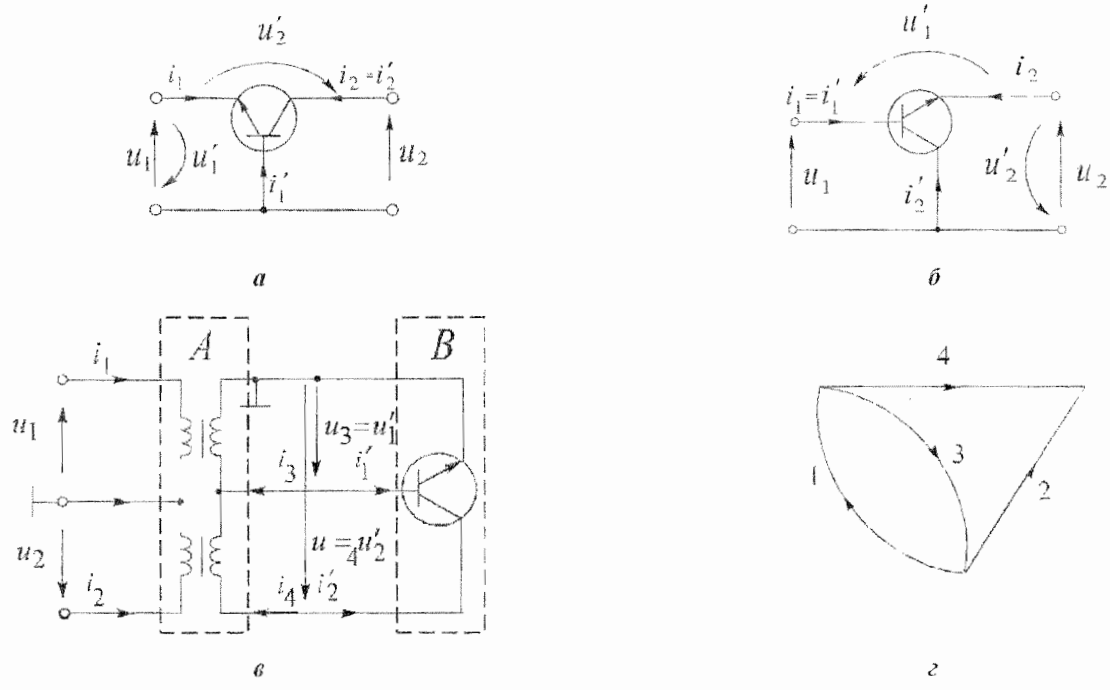 u'₂
i₁
i₂=i'₂
u₁
u'₁
u₂
i'₁
а
u'₁
i₁=i'₁
i₂
u₁
u'₂
u₂
i'₂
б
A
B
i₁
u₁
u₃=u'₁
i₃
i'₁
u₂
u=₄u'₂
i₂
i₄
i'₂
в
4
3
1
2
г